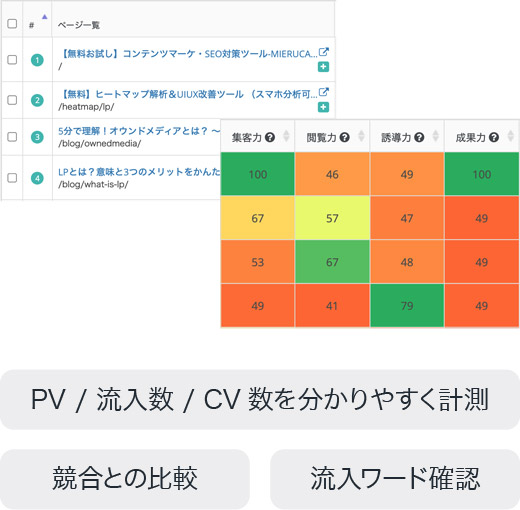 # ページ一覧
1 【無料お試し】コンテンツマーケ・SEO対策ツール-MIERUCA...
/
2 【無料】ヒートマップ解析&UIUX改善ツール （スマホ分析可...
/heatmap/lp/
3 5分で理解！オウンドメディアとは？ ～
/blog/ownedmedia/
4 LPとは？意味と3つのメリットをかんた
/blog/what-is-lp/
集客力 ? 閲覧力 ? 誘導力 ? 成果力 ?
100 46 49 100
67 57 47 49
53 67 48 49
49 41 79 49
PV / 流入数 / CV 数を分かりやすく計測
競合との比較
流入ワード確認